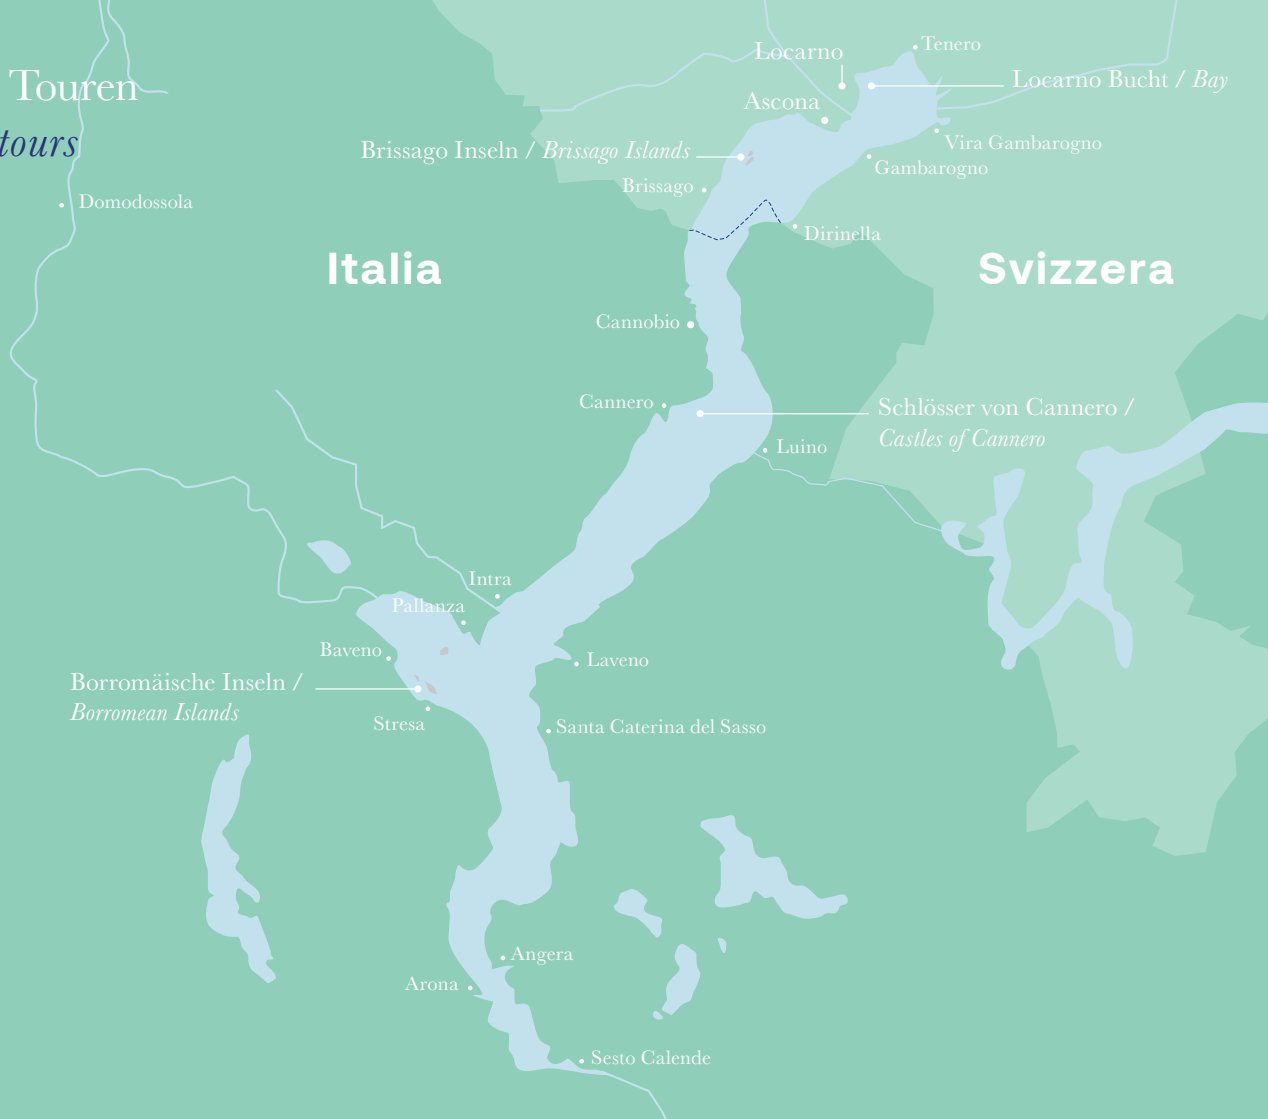 Touren
tours
Locarno
Tenero
Locarno Bucht / Bay
Ascona
Vira Gambarogno
Brissago Inseln / Brissago Islands
Gambarogno
Brissago
Domodossola
Dirinella
Italia
Svizzera
Cannobio
Cannero
Schlösser von Cannero /
Castles of Cannero
Luino
Intra
Pallanza
Baveno
Laveno
Borromäische Inseln /
Borromean Islands
Stresa
Santa Caterina del Sasso
Angera
Arona
Sesto Calende